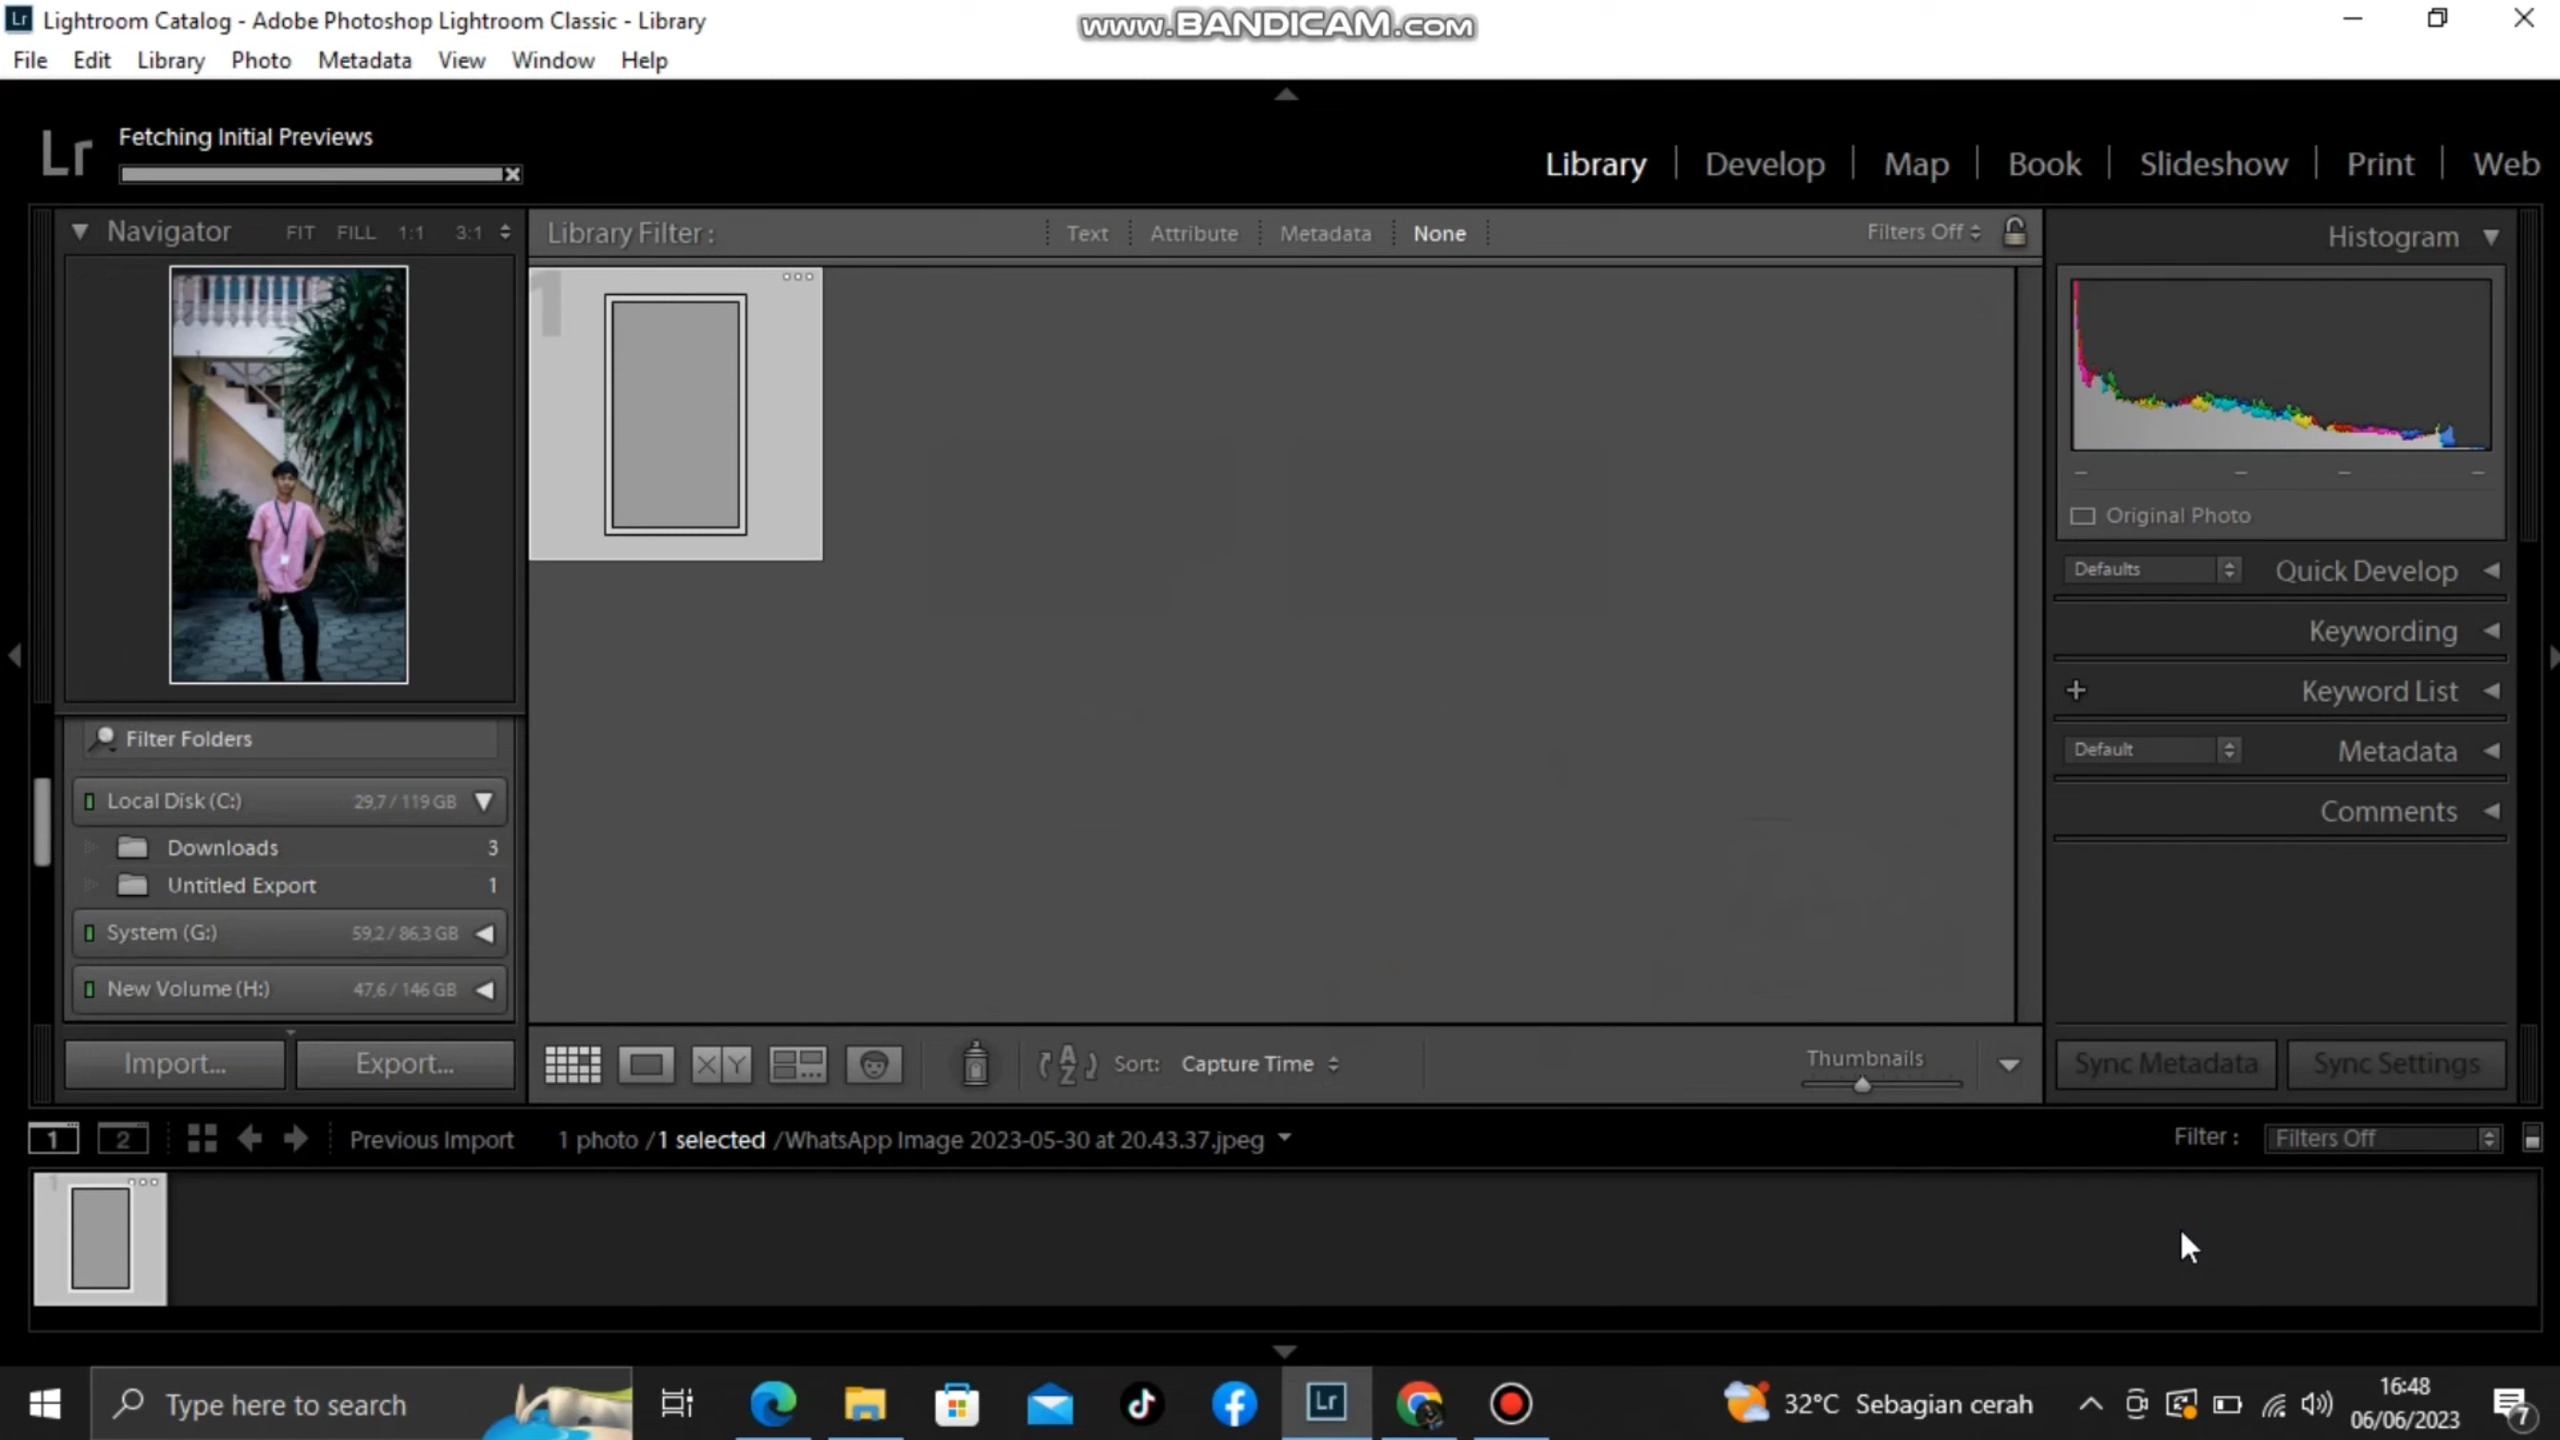 Lr Lightroom Catalog - Adobe Photoshop Lightroom Classic - Library
www.BANDICAM.com
File Edit Library Photo Metadata View Window Help
Lr Fetching Initial Previews
Library Develop Map Book Slideshow Print Web
Navigator FIT FILL 1:1 3:1
Library Filter : Text Attribute Metadata None Filters Off
Histogram
1
Original Photo
Defaults Quick Develop
Keywording
+ Keyword List
Default Metadata
Comments
Filter Folders
Local Disk (C:) 29,7 / 119 GB
Downloads 3
Untitled Export 1
System (G:) 59,2 / 86,3 GB
New Volume (H:) 47,6 / 146 GB
Import... Export...
X Y
A Z Sort: Capture Time
Thumbnails
Sync Metadata Sync Settings
1 2 Previous Import 1 photo / 1 selected / WhatsApp Image 2023-05-30 at 20.43.37.jpeg
Filter : Filters Off
1
Type here to search
Lr
32°C Sebagian cerah
16:48
06/06/2023
7